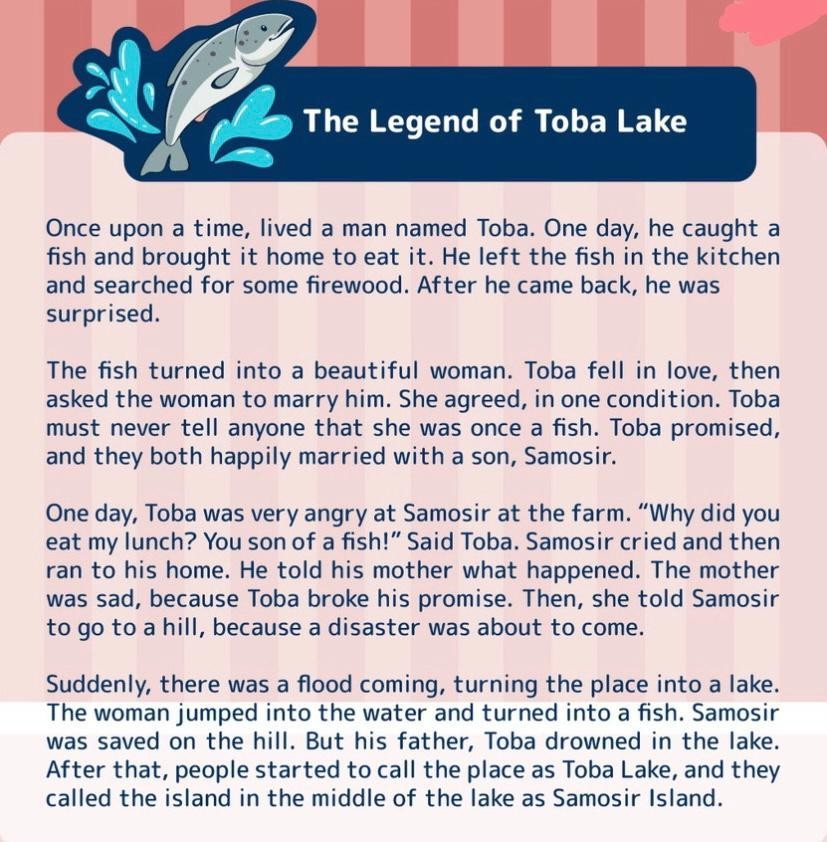 The Legend of Toba Lake
Once upon a time, lived a man named Toba. One day, he caught a
fish and brought it home to eat it. He left the fish in the kitchen
and searched for some firewood. After he came back, he was
surprised.
The fish turned into a beautiful woman. Toba fell in love, then
asked the woman to marry him. She agreed, in one condition. Toba
must never tell anyone that she was once a fish. Toba promised,
and they both happily married with a son, Samosir.
One day, Toba was very angry at Samosir at the farm. “Why did you
eat my lunch? You son of a fish!” Said Toba. Samosir cried and then
ran to his home. He told his mother what happened. The mother
was sad, because Toba broke his promise. Then, she told Samosir
to go to a hill, because a disaster was about to come.
Suddenly, there was a flood coming, turning the place into a lake.
The woman jumped into the water and turned into a fish. Samosir
was saved on the hill. But his father, Toba drowned in the lake.
After that, people started to call the place as Toba Lake, and they
called the island in the middle of the lake as Samosir Island.